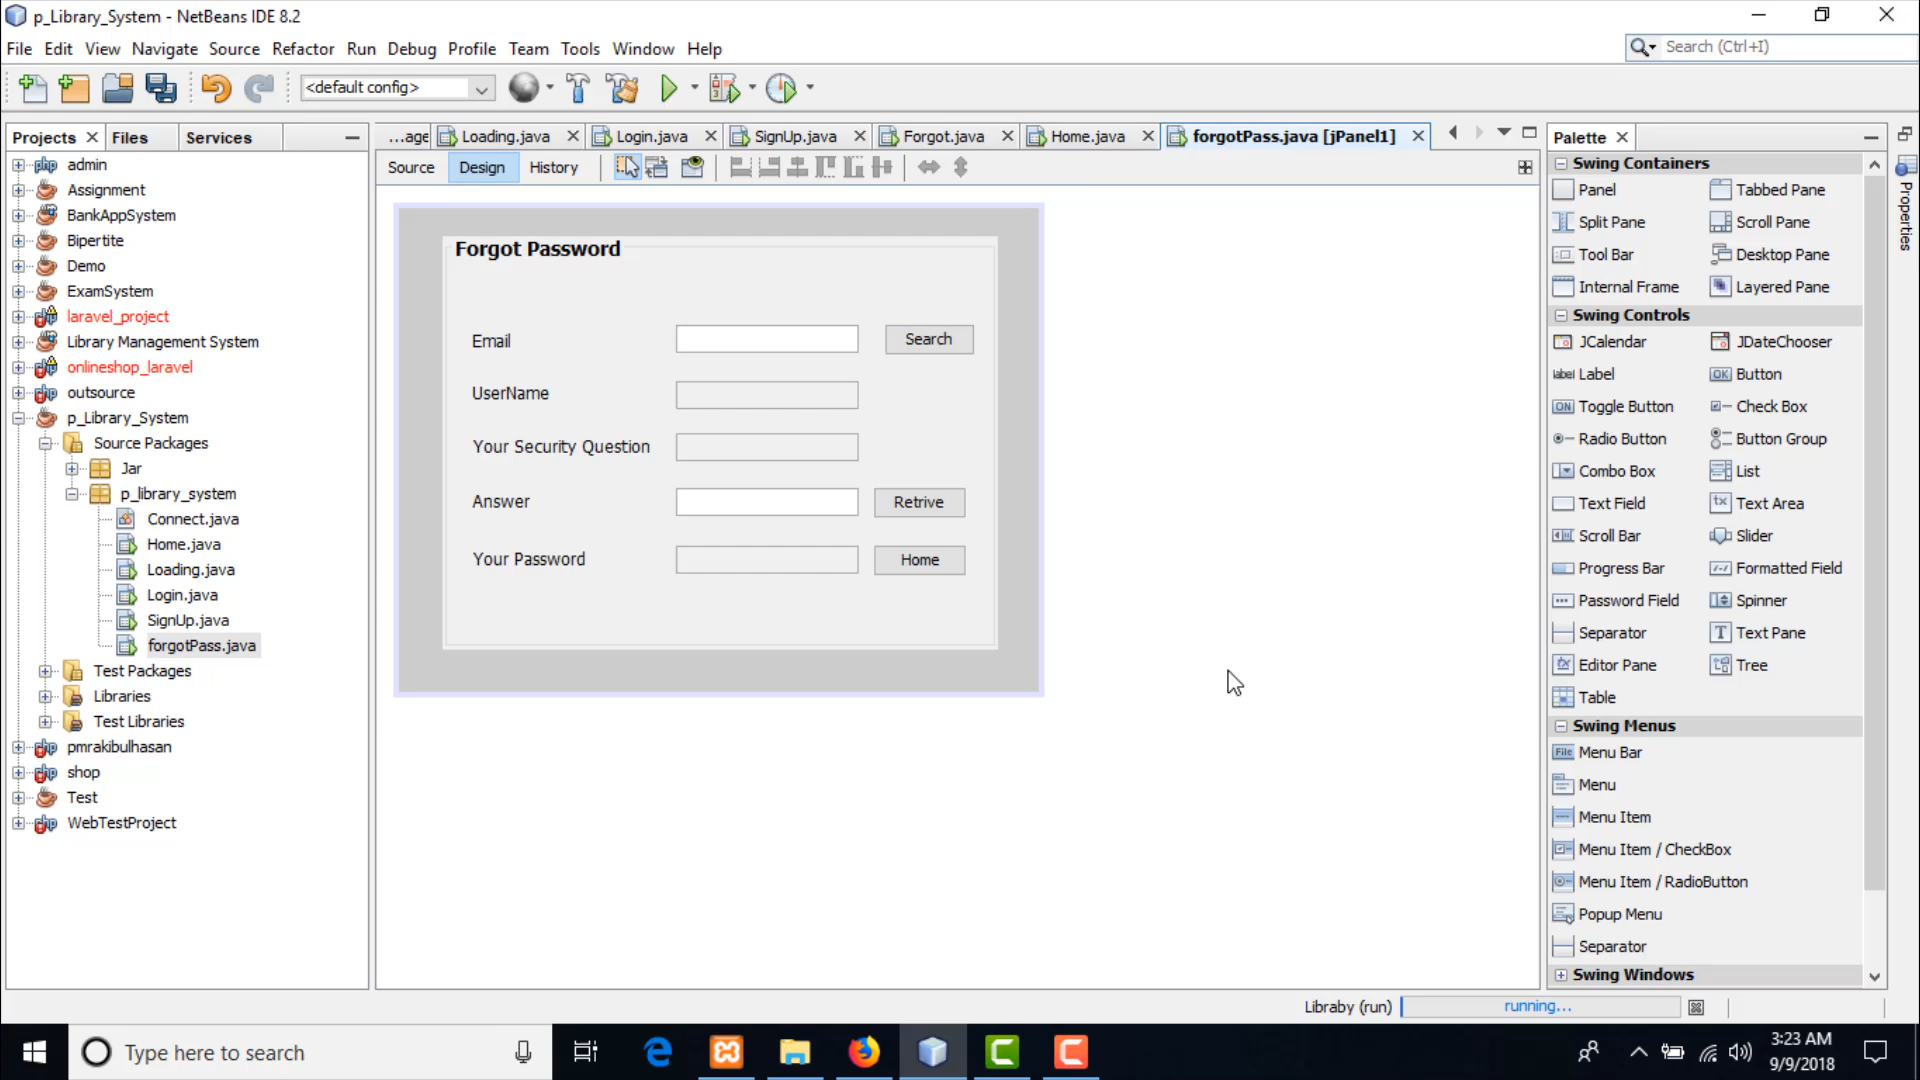 p_Library_System - NetBeans IDE 8.2
File Edit View Navigate Source Refactor Run Debug Profile Team Tools Window Help
Search (Ctrl+I)
<default config>
Projects Files Services
...age Loading.java Login.java SignUp.java Forgot.java Home.java forgotPass.java [jPanel1]
Source Design History
admin
Assignment
BankAppSystem
Bipertite
Demo
ExamSystem
laravel_project
Library Management System
onlineshop_laravel
outsource
p_Library_System
Source Packages
Jar
p_library_system
Connect.java
Home.java
Loading.java
Login.java
SignUp.java
forgotPass.java
Test Packages
Libraries
Test Libraries
pmrakibulhasan
shop
Test
WebTestProject
Forgot Password
Email
Search
UserName
Your Security Question
Answer
Retrive
Your Password
Home
Palette
Swing Containers
Panel Tabbed Pane
Split Pane Scroll Pane
Tool Bar Desktop Pane
Internal Frame Layered Pane
Swing Controls
JCalendar JDateChooser
label Label OK Button
ON Toggle Button Check Box
Radio Button Button Group
Combo Box List
Text Field Text Area
Scroll Bar Slider
Progress Bar Formatted Field
Password Field Spinner
Separator Text Pane
Editor Pane Tree
Table
Swing Menus
File Menu Bar
Menu
Menu Item
Menu Item / CheckBox
Menu Item / RadioButton
Popup Menu
Separator
Swing Windows
Properties
Libraby (run) running...
Type here to search
3:23 AM
9/9/2018